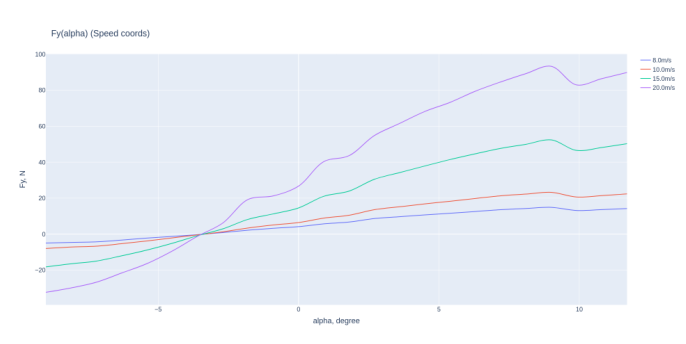 Fy(alpha) (Speed coords)
100
80
60
40
20
0
−20
Fy, N
−5
0
5
10
alpha, degree
8.0m/s
10.0m/s
15.0m/s
20.0m/s